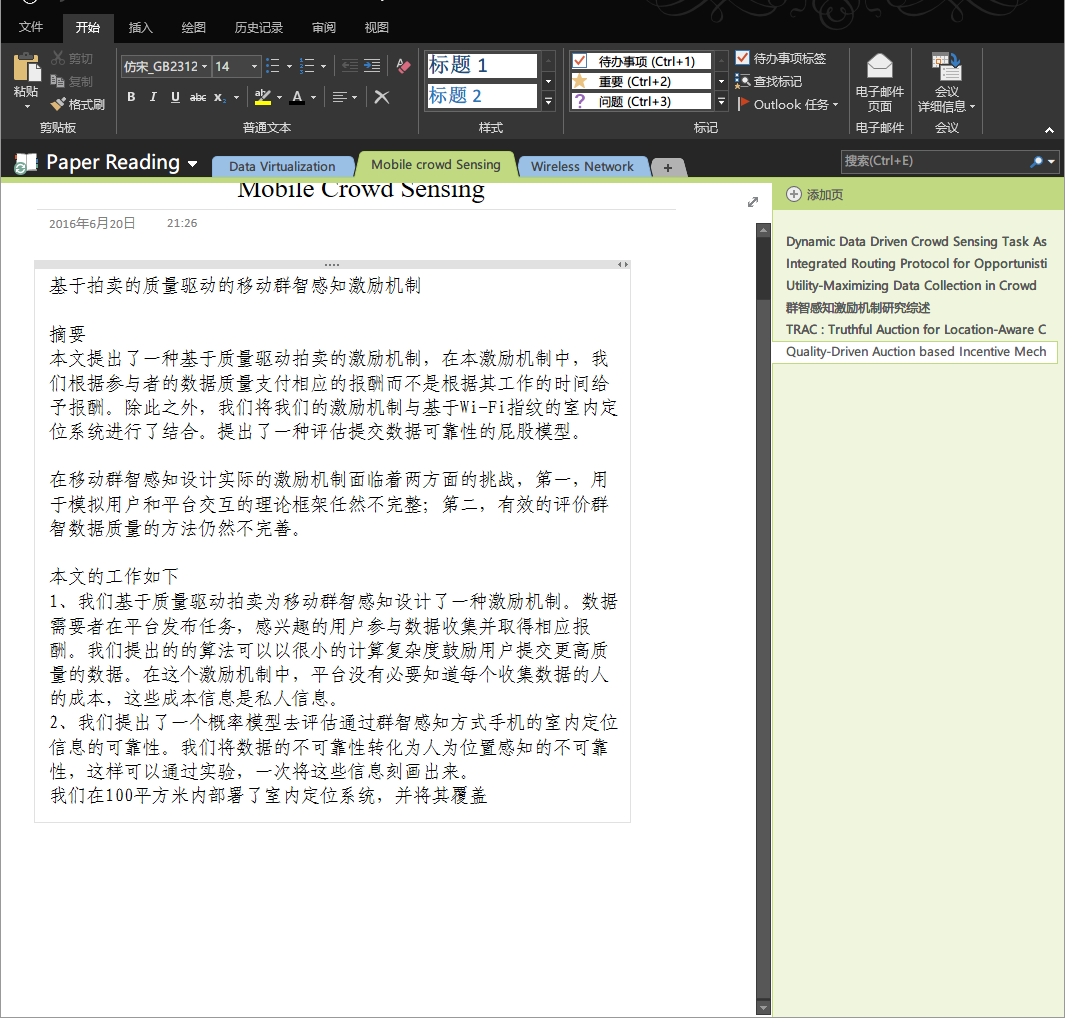 文件 开始 插入 绘图 历史记录 审阅 视图
粘贴
剪切
复制
格式刷
剪贴板
仿宋_GB2312 14
B I U abc x₂ ab A
普通文本
标题 1
标题 2
样式
待办事项 (Ctrl+1)
重要 (Ctrl+2)
问题 (Ctrl+3)
待办事项标签
查找标记
Outlook 任务
标记
电子邮件
页面
电子邮件
会议
详细信息
会议
Paper Reading
Data Virtualization Mobile crowd Sensing Wireless Network +
搜索(Ctrl+E)
Mobile Crowd Sensing
2016年6月20日 21:26
基于拍卖的质量驱动的移动群智感知激励机制
摘要
本文提出了一种基于质量驱动拍卖的激励机制，在本激励机制中，我
们根据参与者的数据质量支付相应的报酬而不是根据其工作的时间给
予报酬。除此之外，我们将我们的激励机制与基于Wi-Fi指纹的室内定
位系统进行了结合。提出了一种评估提交数据可靠性的屁股模型。
在移动群智感知设计实际的激励机制面临着两方面的挑战，第一，用
于模拟用户和平台交互的理论框架任然不完整；第二，有效的评价群
智数据质量的方法仍然不完善。
本文的工作如下
1、我们基于质量驱动拍卖为移动群智感知设计了一种激励机制。数据
需要者在平台发布任务，感兴趣的用户参与数据收集并取得相应报
酬。我们提出的的算法可以以很小的计算复杂度鼓励用户提交更高质
量的数据。在这个激励机制中，平台没有必要知道每个收集数据的人
的成本，这些成本信息是私人信息。
2、我们提出了一个概率模型去评估通过群智感知方式手机的室内定位
信息的可靠性。我们将数据的不可靠性转化为人为位置感知的不可靠
性，这样可以通过实验，一次将这些信息刻画出来。
我们在100平方米内部署了室内定位系统，并将其覆盖
添加页
Dynamic Data Driven Crowd Sensing Task As
Integrated Routing Protocol for Opportunisti
Utility-Maximizing Data Collection in Crowd
群智感知激励机制研究综述
TRAC : Truthful Auction for Location-Aware C
Quality-Driven Auction based Incentive Mech